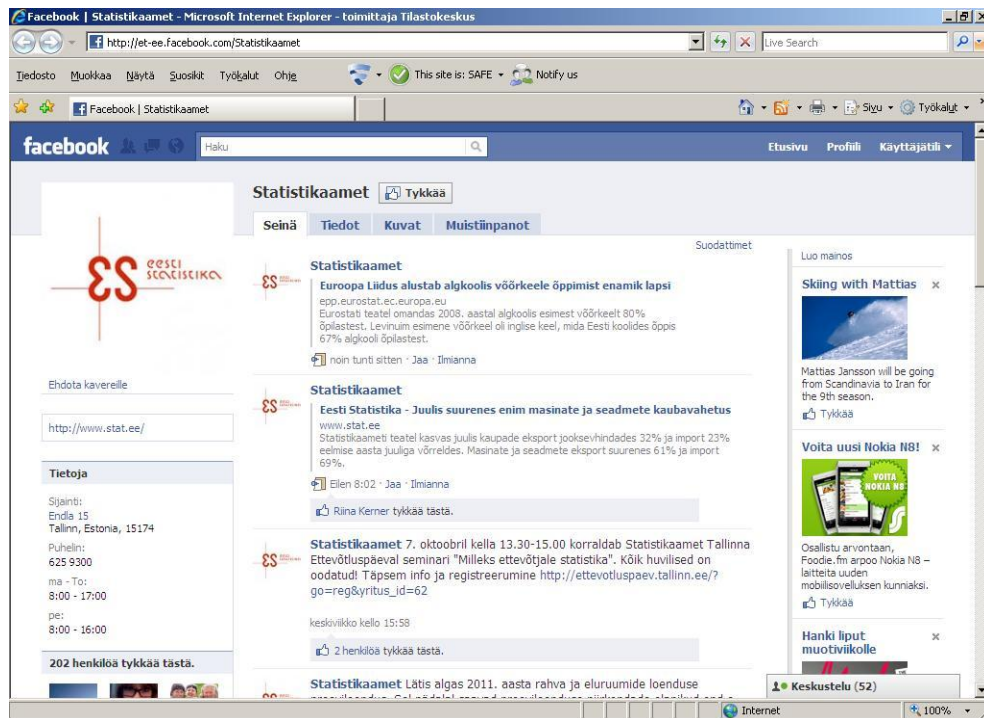 Facebook | Statistikaamet - Microsoft Internet Explorer - toimittaja Tilastokeskus
http://et-ee.facebook.com/Statistikaamet
Live Search
Tiedosto Muokkaa Näytä Suosikit Työkalut Ohje
This site is: SAFE
Notify us
Facebook | Statistikaamet
Sivu
Työkalut
facebook
Haku
Etusivu Profiili Käyttäjätili
eesti
statistika
Ehdota kavereille
http://www.stat.ee/
Tietoja
Sijainti:
Endla 15
Tallinn, Estonia, 15174
Puhelin:
625 9300
ma - To:
8:00 - 17:00
pe:
8:00 - 16:00
202 henkilöä tykkää tästä.
Statistikaamet
Tykkää
Seinä Tiedot Kuvat Muistiinpanot
Suodattimet
Statistikaamet
Euroopa Liidus alustab algkoolis võõrkeele õppimist enamik lapsi
epp.eurostat.ec.europa.eu
Eurostati teatel omandas 2008. aastal algkoolis esimest võõrkeelt 80%
õpilastest. Levinuim esimene võõrkeel oli inglise keel, mida Eesti koolides õppis
67% algkooli õpilastest.
noin tunti sitten · Jaa · Ilmianna
Statistikaamet
Eesti Statistika - Juulis suurenes enim masinate ja seadmete kaubavahetus
www.stat.ee
Statistikaameti teatel kasvas juulis kaupade eksport jooksevhindades 32% ja import 23%
eelmise aasta juuliga võrreldes. Masinate ja seadmete eksport suurenes 61% ja import
69%.
Eilen 8:02 · Jaa · Ilmianna
Riina Kerner tykkää tästä.
Statistikaamet 7. oktoobril kella 13.30-15.00 korraldab Statistikaamet Tallinna
Ettevõtluspäeval seminari "Milleks ettevõtjale statistika". Kõik huvilised on
oodatud! Täpsem info ja registreerumine http://ettevotluspaev.tallinn.ee/?
go=reg&yritus_id=62
keskiviikko kello 15:58
2 henkilöä tykkää tästä.
Statistikaamet Lätis algas 2011. aasta rahva ja eluruumide loenduse
Luo mainos
Skiing with Mattias
Mattias Jansson will be going
from Scandinavia to Iran for
the 9th season.
Tykkää
Voita uusi Nokia N8!
VOITA
NOKIA N8
Osallistu arvontaan,
Foodie.fm arpoo Nokia N8 –
laitteita uuden
mobiilisovelluksen kunniaksi.
Tykkää
Hanki liput
muotiviikolle
Keskustelu (52)
Internet
100%